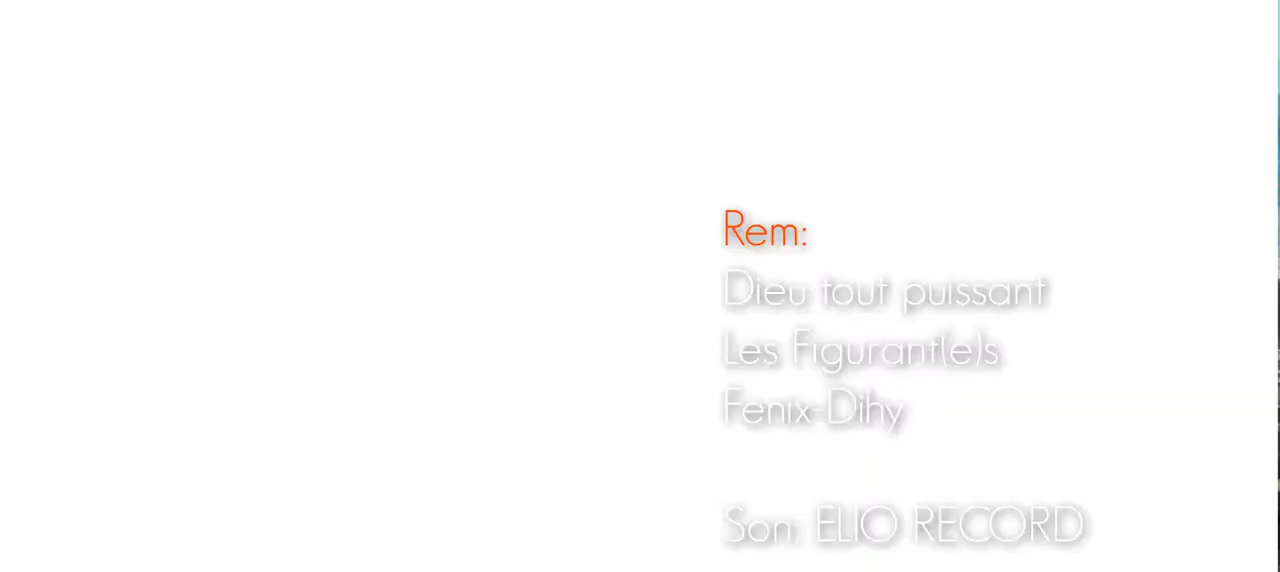 Rem:
Dieu tout puissant
Les Figurant(e)s
Fenix-Dihy
Son: ELIO RECORD